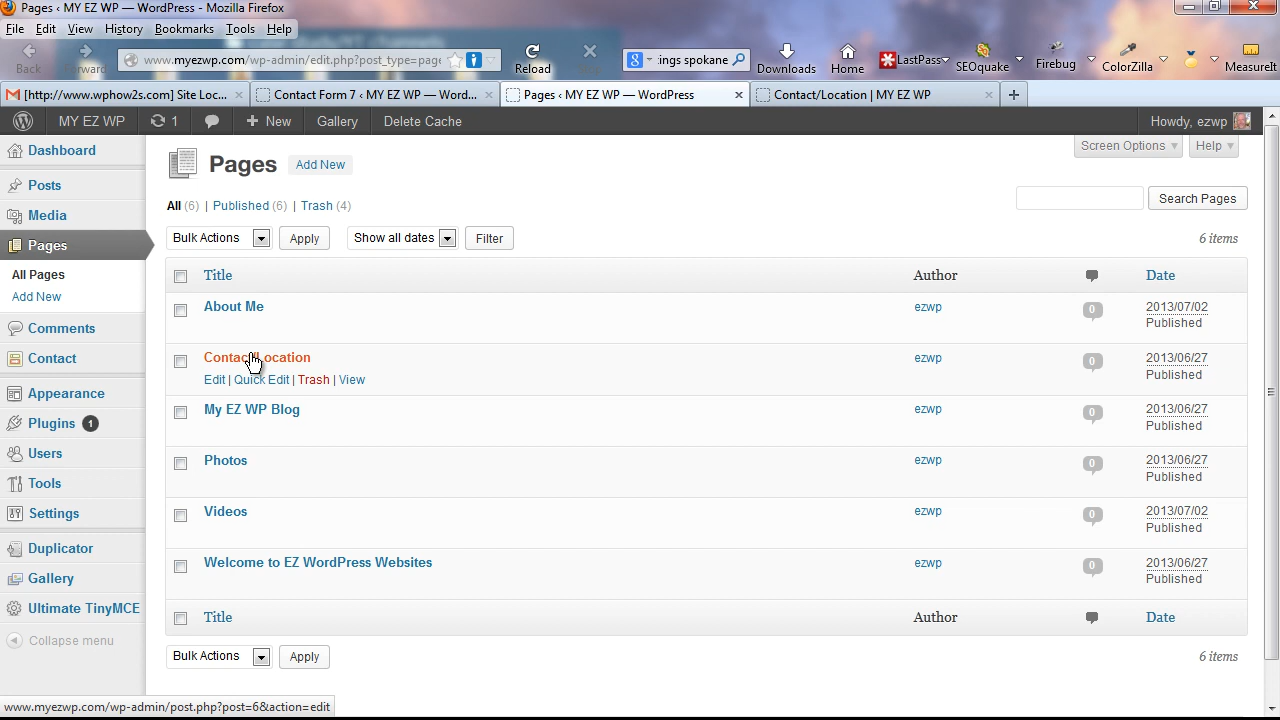 Pages ‹ MY EZ WP — WordPress - Mozilla Firefox
File Edit View History Bookmarks Tools Help
Back Forward www.myezwp.com/wp-admin/edit.php?post_type=page Reload ings spokane Downloads Home LastPass SEOquake Firebug ColorZilla MeasureIt
[http://www.wphow2s.com] Site Loc... Contact Form 7 ‹ MY EZ WP — Word... Pages ‹ MY EZ WP — WordPress Contact/Location | MY EZ WP
MY EZ WP 1 + New Gallery Delete Cache Howdy, ezwp
Dashboard
Posts
Media
Pages
All Pages
Add New
Comments
Contact
Appearance
Plugins 1
Users
Tools
Settings
Duplicator
Gallery
Ultimate TinyMCE
Collapse menu
Screen Options Help
Pages Add New
All (6) | Published (6) | Trash (4)
Search Pages
Bulk Actions Apply Show all dates Filter 6 items
Title Author Date
About Me ezwp 0 2013/07/02
Published
Contact/Location ezwp 0 2013/06/27
Published
Edit | Quick Edit | Trash | View
My EZ WP Blog ezwp 0 2013/06/27
Published
Photos ezwp 0 2013/06/27
Published
Videos ezwp 0 2013/07/02
Published
Welcome to EZ WordPress Websites ezwp 0 2013/06/27
Published
Title Author Date
Bulk Actions Apply 6 items
www.myezwp.com/wp-admin/post.php?post=6&action=edit